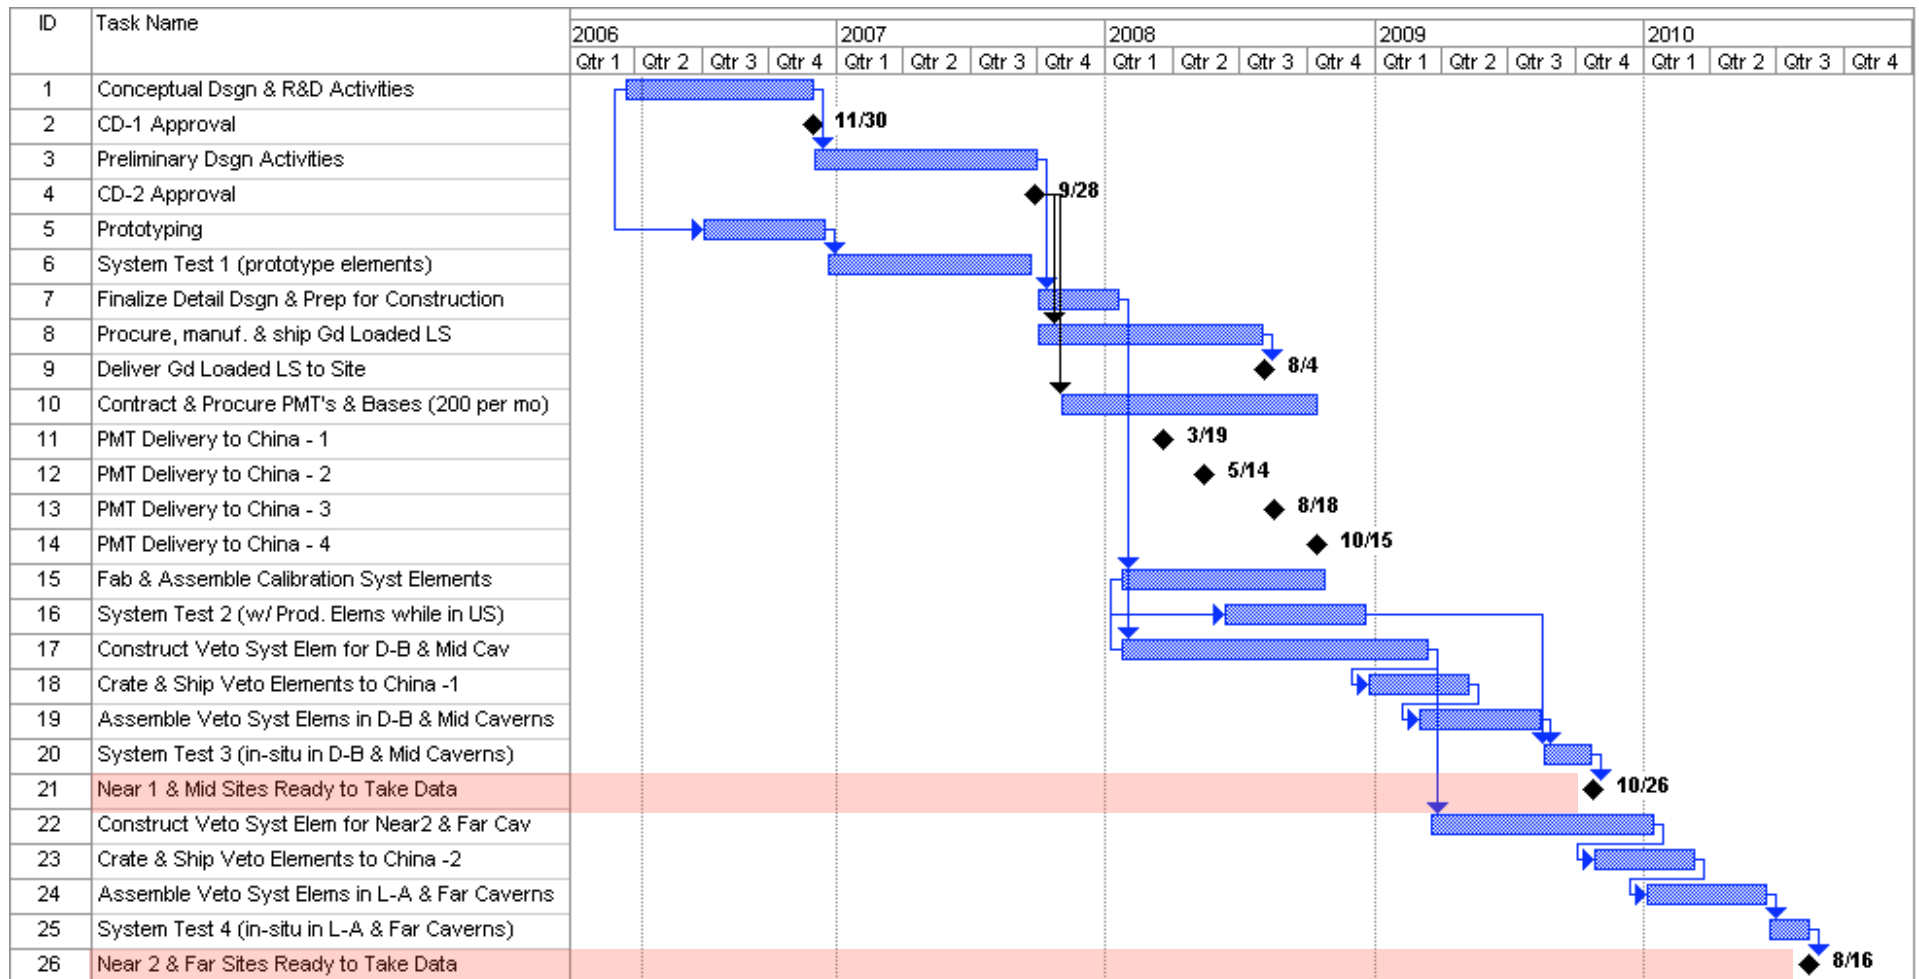 ID Task Name
2006 2007 2008 2009 2010
Qtr 1 Qtr 2 Qtr 3 Qtr 4 Qtr 1 Qtr 2 Qtr 3 Qtr 4 Qtr 1 Qtr 2 Qtr 3 Qtr 4 Qtr 1 Qtr 2 Qtr 3 Qtr 4 Qtr 1 Qtr 2 Qtr 3 Qtr 4
1 Conceptual Dsgn & R&D Activities
2 CD-1 Approval 11/30
3 Preliminary Dsgn Activities
4 CD-2 Approval 9/28
5 Prototyping
6 System Test 1 (prototype elements)
7 Finalize Detail Dsgn & Prep for Construction
8 Procure, manuf. & ship Gd Loaded LS
9 Deliver Gd Loaded LS to Site 8/4
10 Contract & Procure PMT's & Bases (200 per mo)
11 PMT Delivery to China - 1 3/19
12 PMT Delivery to China - 2 5/14
13 PMT Delivery to China - 3 8/18
14 PMT Delivery to China - 4 10/15
15 Fab & Assemble Calibration Syst Elements
16 System Test 2 (w/ Prod. Elems while in US)
17 Construct Veto Syst Elem for D-B & Mid Cav
18 Crate & Ship Veto Elements to China -1
19 Assemble Veto Syst Elems in D-B & Mid Caverns
20 System Test 3 (in-situ in D-B & Mid Caverns)
21 Near 1 & Mid Sites Ready to Take Data 10/26
22 Construct Veto Syst Elem for Near2 & Far Cav
23 Crate & Ship Veto Elements to China -2
24 Assemble Veto Syst Elems in L-A & Far Caverns
25 System Test 4 (in-situ in L-A & Far Caverns)
26 Near 2 & Far Sites Ready to Take Data 8/16